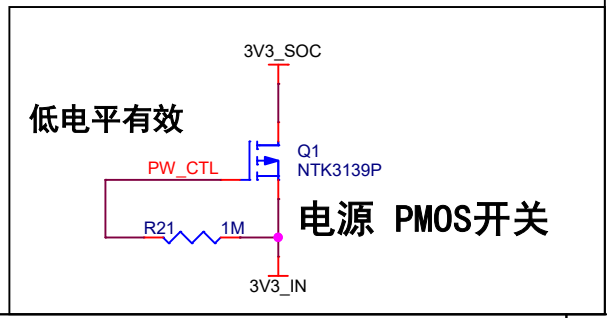 3V3_SOC
低电平有效
Q1
PW_CTL
NTK3139P
电源 PMOS开关
R21 1M
3V3_IN